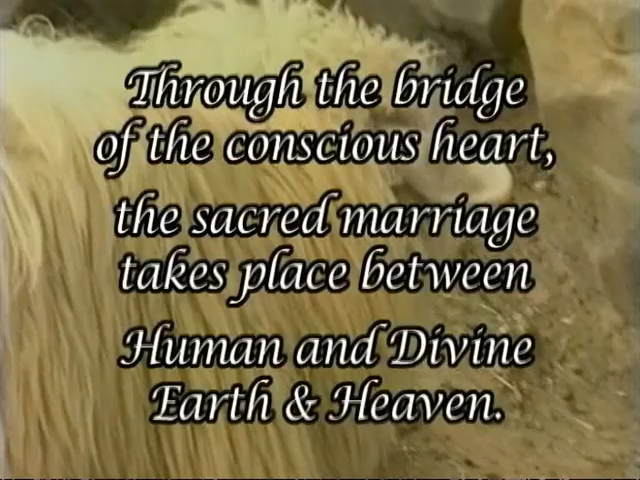 Through the bridge
of the conscious heart,
the sacred marriage
takes place between
Human and Divine
Earth & Heaven.